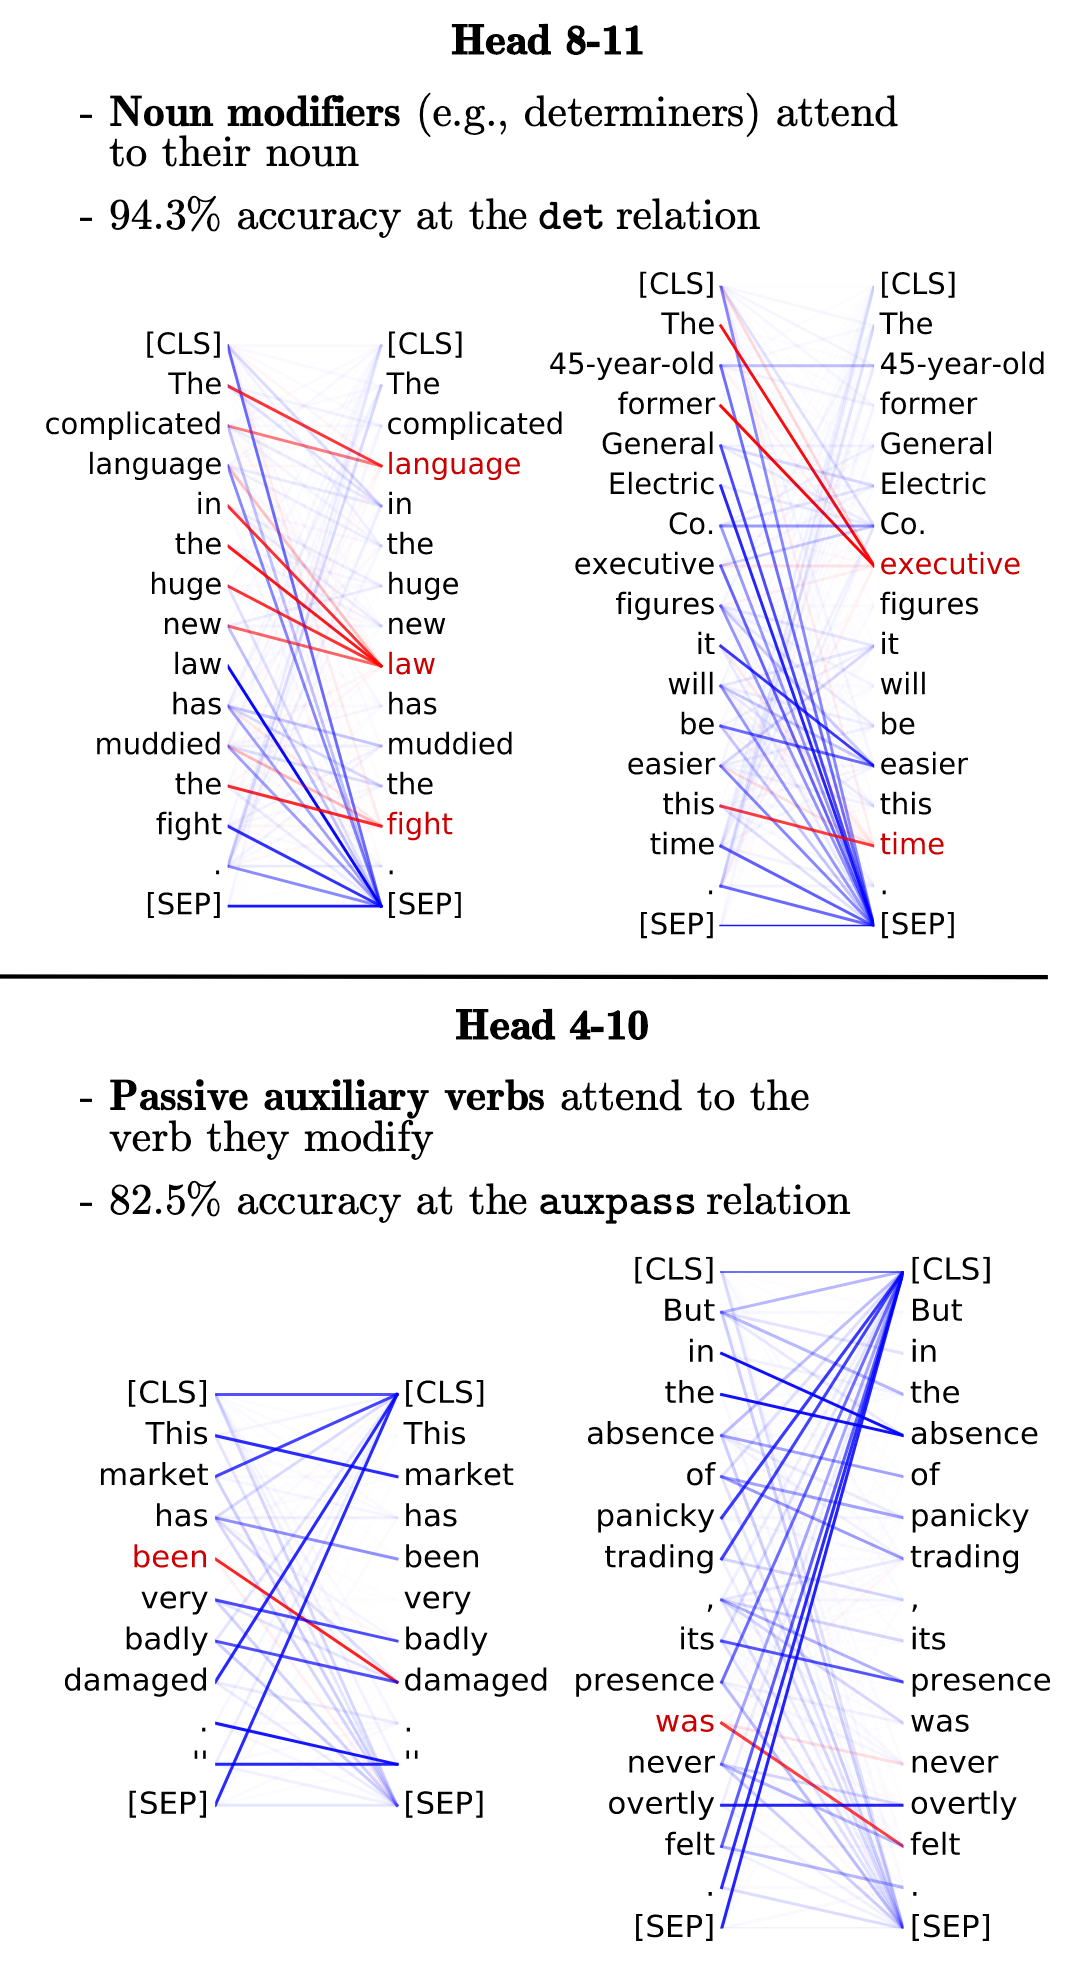 Head 8-11
- Noun modifiers (e.g., determiners) attend
to their noun
- 94.3% accuracy at the det relation
[CLS] [CLS]
The The
complicated complicated
language language
in in
the the
huge huge
new new
law law
has has
muddied muddied
the the
fight fight
. .
[SEP] [SEP]
[CLS] [CLS]
The The
45-year-old 45-year-old
former former
General General
Electric Electric
Co. Co.
executive executive
figures figures
it it
will will
be be
easier easier
this this
time time
. .
[SEP] [SEP]
Head 4-10
- Passive auxiliary verbs attend to the
verb they modify
- 82.5% accuracy at the auxpass relation
[CLS] [CLS]
This This
market market
has has
been been
very very
badly badly
damaged damaged
. .
'' ''
[SEP] [SEP]
[CLS] [CLS]
But But
in in
the the
absence absence
of of
panicky panicky
trading trading
, ,
its its
presence presence
was was
never never
overtly overtly
felt felt
. .
[SEP] [SEP]